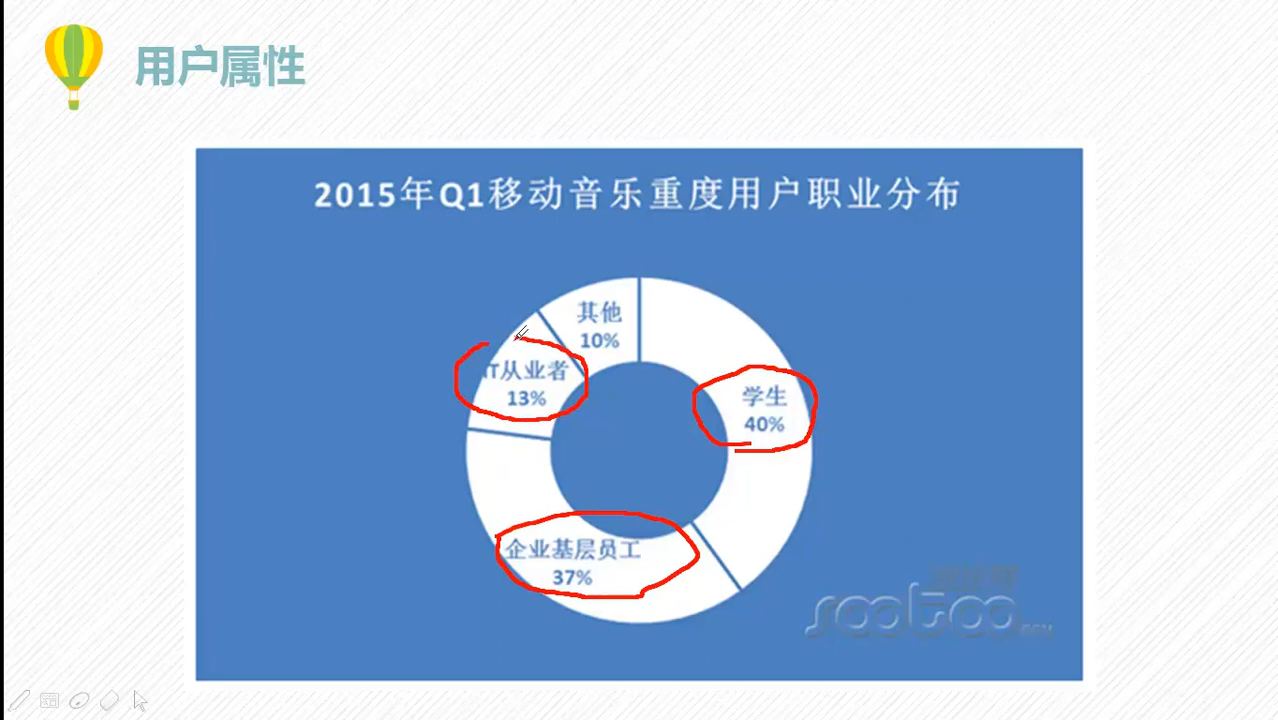 用户属性
2015年Q1移动音乐重度用户职业分布
其他
10%
IT从业者
13%
学生
40%
企业基层员工
37%
sootoo